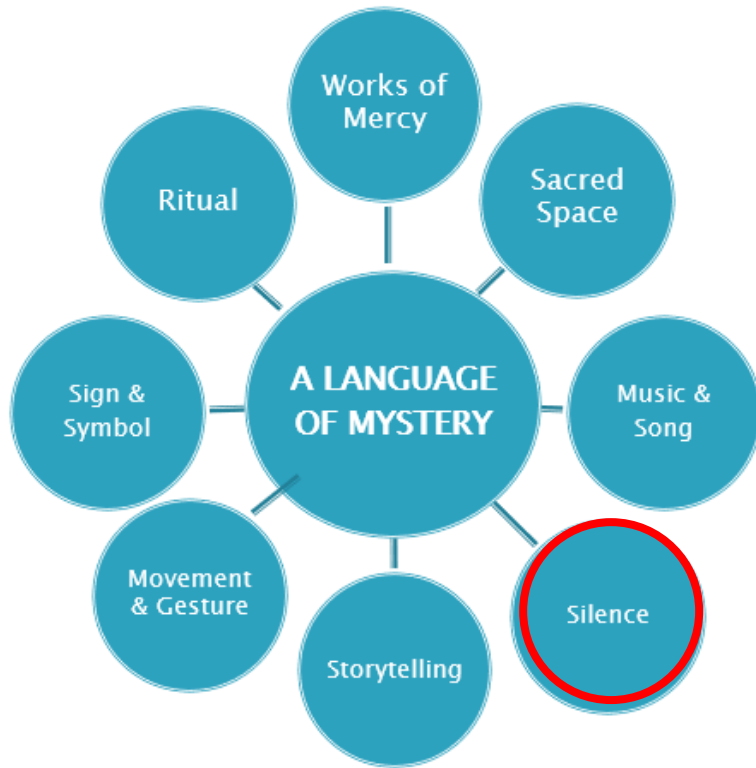 Works of
Mercy
Ritual
Sacred
Space
A LANGUAGE
OF MYSTERY
Sign &
Symbol
Music &
Song
Movement
& Gesture
Silence
Storytelling